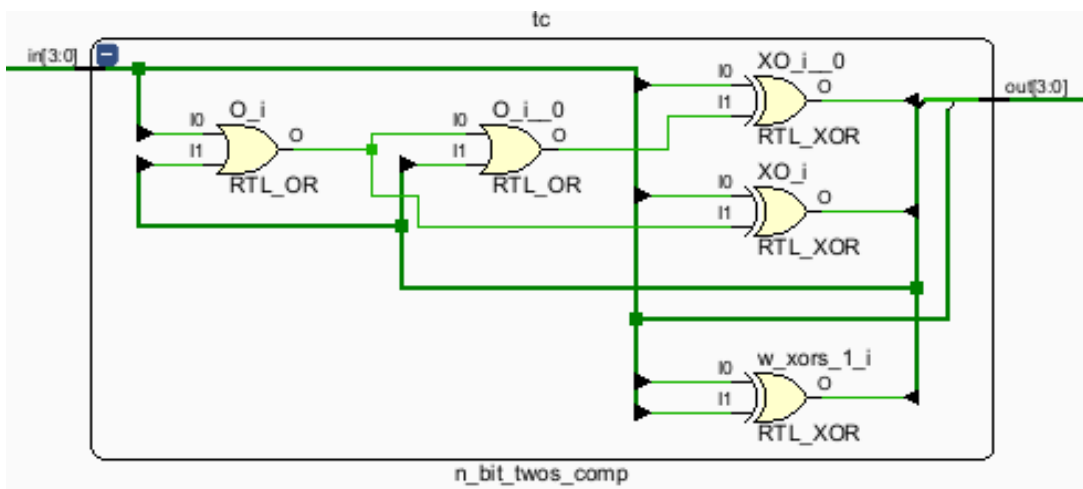 tc
in[3:0]
out[3:0]
XO_i__0
I0
I1
O
RTL_XOR
O_i
I0
I1
O
RTL_OR
O_i__0
I0
I1
O
RTL_OR
XO_i
I0
I1
O
RTL_XOR
w_xors_1_i
I0
I1
O
RTL_XOR
n_bit_twos_comp